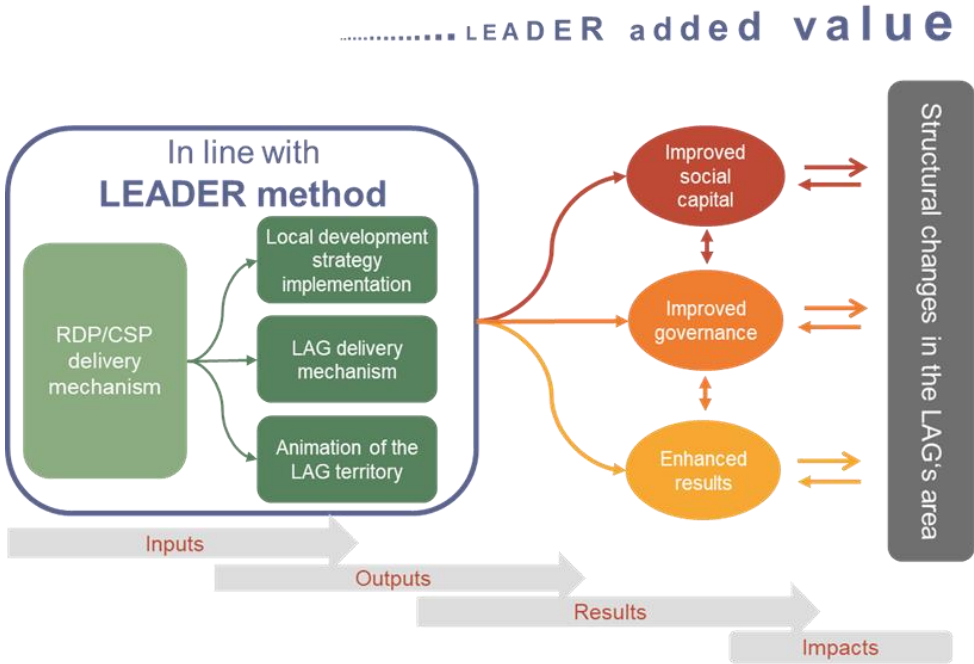 LEADER added value
In line with
LEADER method
RDP/CSP
delivery
mechanism
Local development
strategy
implementation
LAG delivery
mechanism
Animation of the
LAG territory
Improved
social
capital
Improved
governance
Enhanced
results
Structural changes in the LAG's area
Inputs
Outputs
Results
Impacts